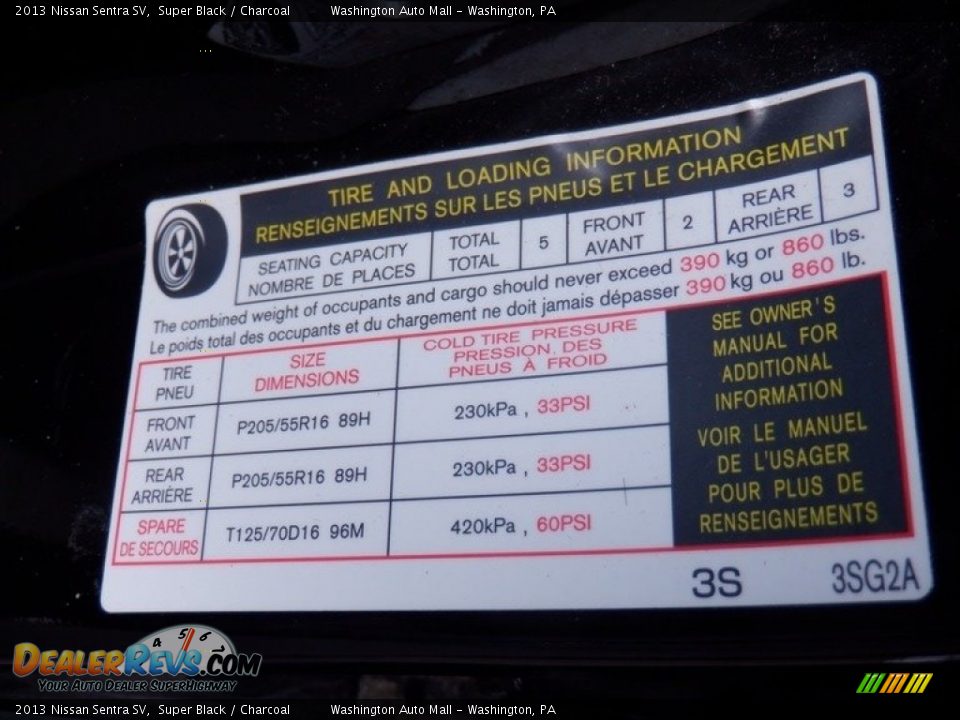 2013 Nissan Sentra SV, Super Black / Charcoal Washington Auto Mall - Washington, PA
...
TIRE AND LOADING INFORMATION
RENSEIGNEMENTS SUR LES PNEUS ET LE CHARGEMENT
SEATING CAPACITY
NOMBRE DE PLACES
TOTAL
TOTAL
5
FRONT
AVANT
2
REAR
ARRIÈRE
3
The combined weight of occupants and cargo should never exceed 390 kg or 860 lbs.
Le poids total des occupants et du chargement ne doit jamais dépasser 390 kg ou 860 lb.
TIRE
PNEU
SIZE
DIMENSIONS
COLD TIRE PRESSURE
PRESSION, DES
PNEUS À FROID
FRONT
AVANT
P205/55R16 89H
230kPa , 33PSI
REAR
ARRIÈRE
P205/55R16 89H
230kPa , 33PSI
SPARE
DE SECOURS
T125/70D16 96M
420kPa , 60PSI
SEE OWNER'S
MANUAL FOR
ADDITIONAL
INFORMATION
VOIR LE MANUEL
DE L'USAGER
POUR PLUS DE
RENSEIGNEMENTS
3S 3SG2A
4 5 6
DealerRevs.com
Your Auto Dealer SuperHighway
2013 Nissan Sentra SV, Super Black / Charcoal Washington Auto Mall - Washington, PA